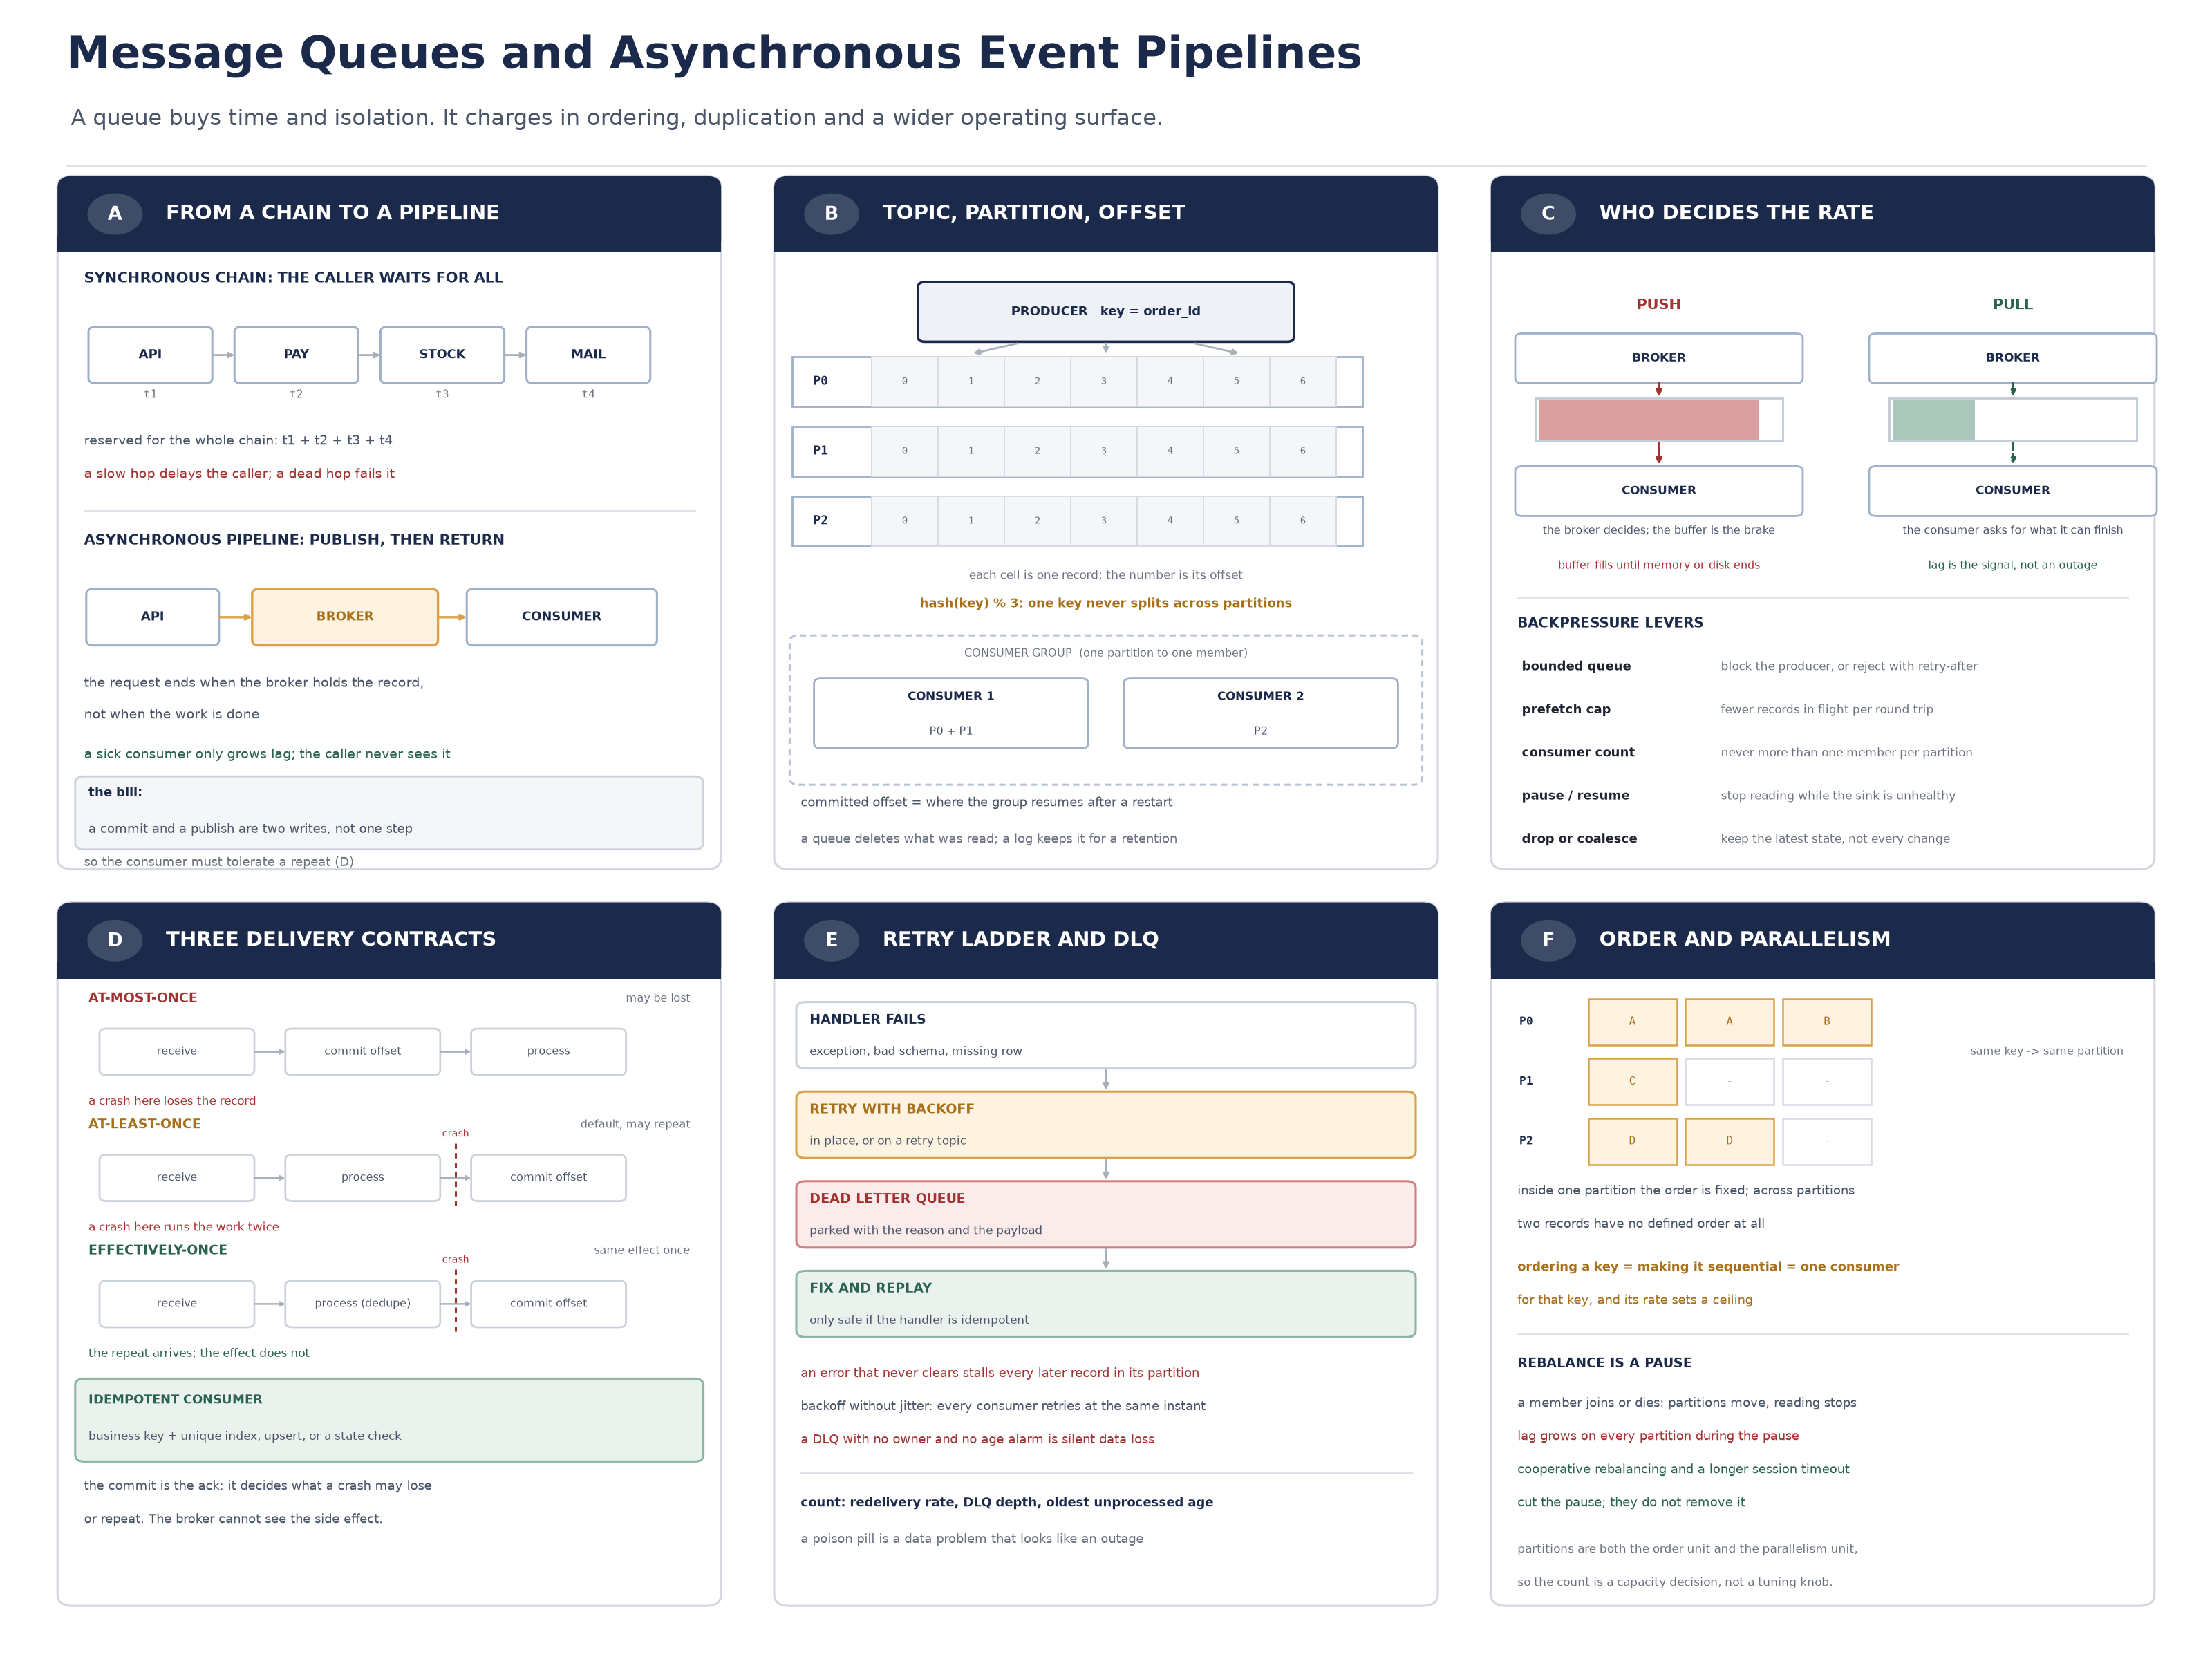 Message Queues and Asynchronous Event Pipelines
A queue buys time and isolation. It charges in ordering, duplication and a wider operating surface.
A FROM A CHAIN TO A PIPELINE
SYNCHRONOUS CHAIN: THE CALLER WAITS FOR ALL
API PAY STOCK MAIL
t1 t2 t3 t4
reserved for the whole chain: t1 + t2 + t3 + t4
a slow hop delays the caller; a dead hop fails it
ASYNCHRONOUS PIPELINE: PUBLISH, THEN RETURN
API BROKER CONSUMER
the request ends when the broker holds the record,
not when the work is done
a sick consumer only grows lag; the caller never sees it
the bill:
a commit and a publish are two writes, not one step
so the consumer must tolerate a repeat (D)
B TOPIC, PARTITION, OFFSET
PRODUCER key = order_id
P0 0 1 2 3 4 5 6
P1 0 1 2 3 4 5 6
P2 0 1 2 3 4 5 6
each cell is one record; the number is its offset
hash(key) % 3: one key never splits across partitions
CONSUMER GROUP (one partition to one member)
CONSUMER 1 CONSUMER 2
P0 + P1 P2
committed offset = where the group resumes after a restart
a queue deletes what was read; a log keeps it for a retention
C WHO DECIDES THE RATE
PUSH PULL
BROKER BROKER
CONSUMER CONSUMER
the broker decides; the buffer is the brake the consumer asks for what it can finish
buffer fills until memory or disk ends lag is the signal, not an outage
BACKPRESSURE LEVERS
bounded queue block the producer, or reject with retry-after
prefetch cap fewer records in flight per round trip
consumer count never more than one member per partition
pause / resume stop reading while the sink is unhealthy
drop or coalesce keep the latest state, not every change
D THREE DELIVERY CONTRACTS
AT-MOST-ONCE may be lost
receive commit offset process
a crash here loses the record
AT-LEAST-ONCE default, may repeat
crash
receive process commit offset
a crash here runs the work twice
EFFECTIVELY-ONCE same effect once
crash
receive process (dedupe) commit offset
the repeat arrives; the effect does not
IDEMPOTENT CONSUMER
business key + unique index, upsert, or a state check
the commit is the ack: it decides what a crash may lose
or repeat. The broker cannot see the side effect.
E RETRY LADDER AND DLQ
HANDLER FAILS
exception, bad schema, missing row
RETRY WITH BACKOFF
in place, or on a retry topic
DEAD LETTER QUEUE
parked with the reason and the payload
FIX AND REPLAY
only safe if the handler is idempotent
an error that never clears stalls every later record in its partition
backoff without jitter: every consumer retries at the same instant
a DLQ with no owner and no age alarm is silent data loss
count: redelivery rate, DLQ depth, oldest unprocessed age
a poison pill is a data problem that looks like an outage
F ORDER AND PARALLELISM
P0 A A B
same key -> same partition
P1 C - -
P2 D D -
inside one partition the order is fixed; across partitions
two records have no defined order at all
ordering a key = making it sequential = one consumer
for that key, and its rate sets a ceiling
REBALANCE IS A PAUSE
a member joins or dies: partitions move, reading stops
lag grows on every partition during the pause
cooperative rebalancing and a longer session timeout
cut the pause; they do not remove it
partitions are both the order unit and the parallelism unit,
so the count is a capacity decision, not a tuning knob.